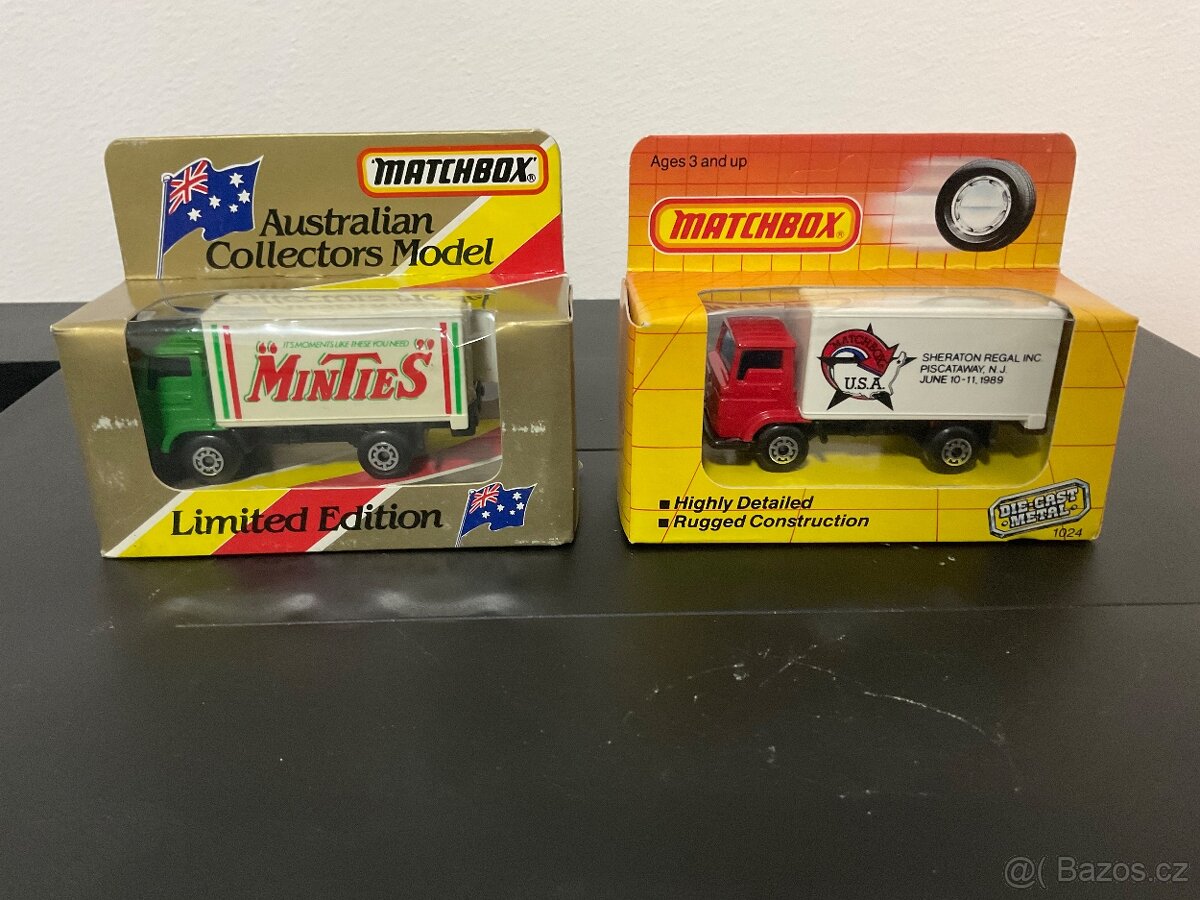 MATCHBOX®
Australian
Collectors Model
IT'S MOMENTS LIKE THESE YOU NEED
"MINTIES"
Limited Edition
Ages 3 and up
MATCHBOX®
MATCHBOX
U.S.A.
SHERATON REGAL INC.
PISCATAWAY, N.J.
JUNE 10-11, 1989
■ Highly Detailed
■ Rugged Construction
DIE-CAST
METAL
1024
@( Bazos.cz